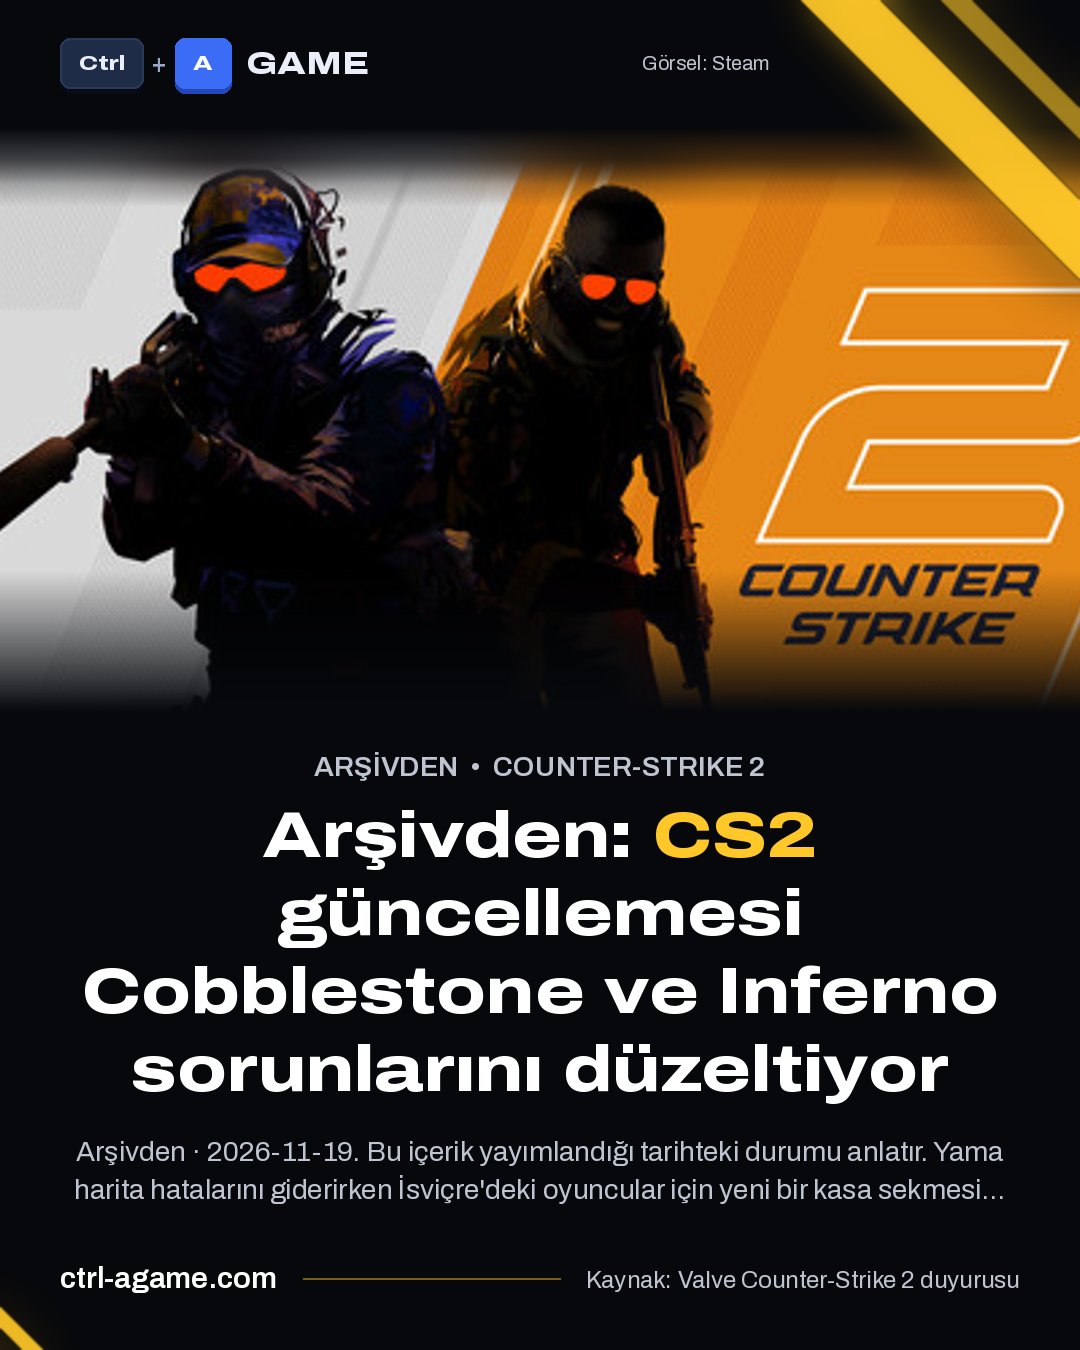 Ctrl + A GAME
Görsel: Steam
2
COUNTER
STRIKE
ARŞİVDEN • COUNTER-STRIKE 2
Arşivden: CS2
güncellemesi
Cobblestone ve Inferno
sorunlarını düzeltiyor
Arşivden · 2026-11-19. Bu içerik yayımlandığı tarihteki durumu anlatır. Yama
harita hatalarını giderirken İsviçre'deki oyuncular için yeni bir kasa sekmesi...
ctrl-agame.com
Kaynak: Valve Counter-Strike 2 duyurusu